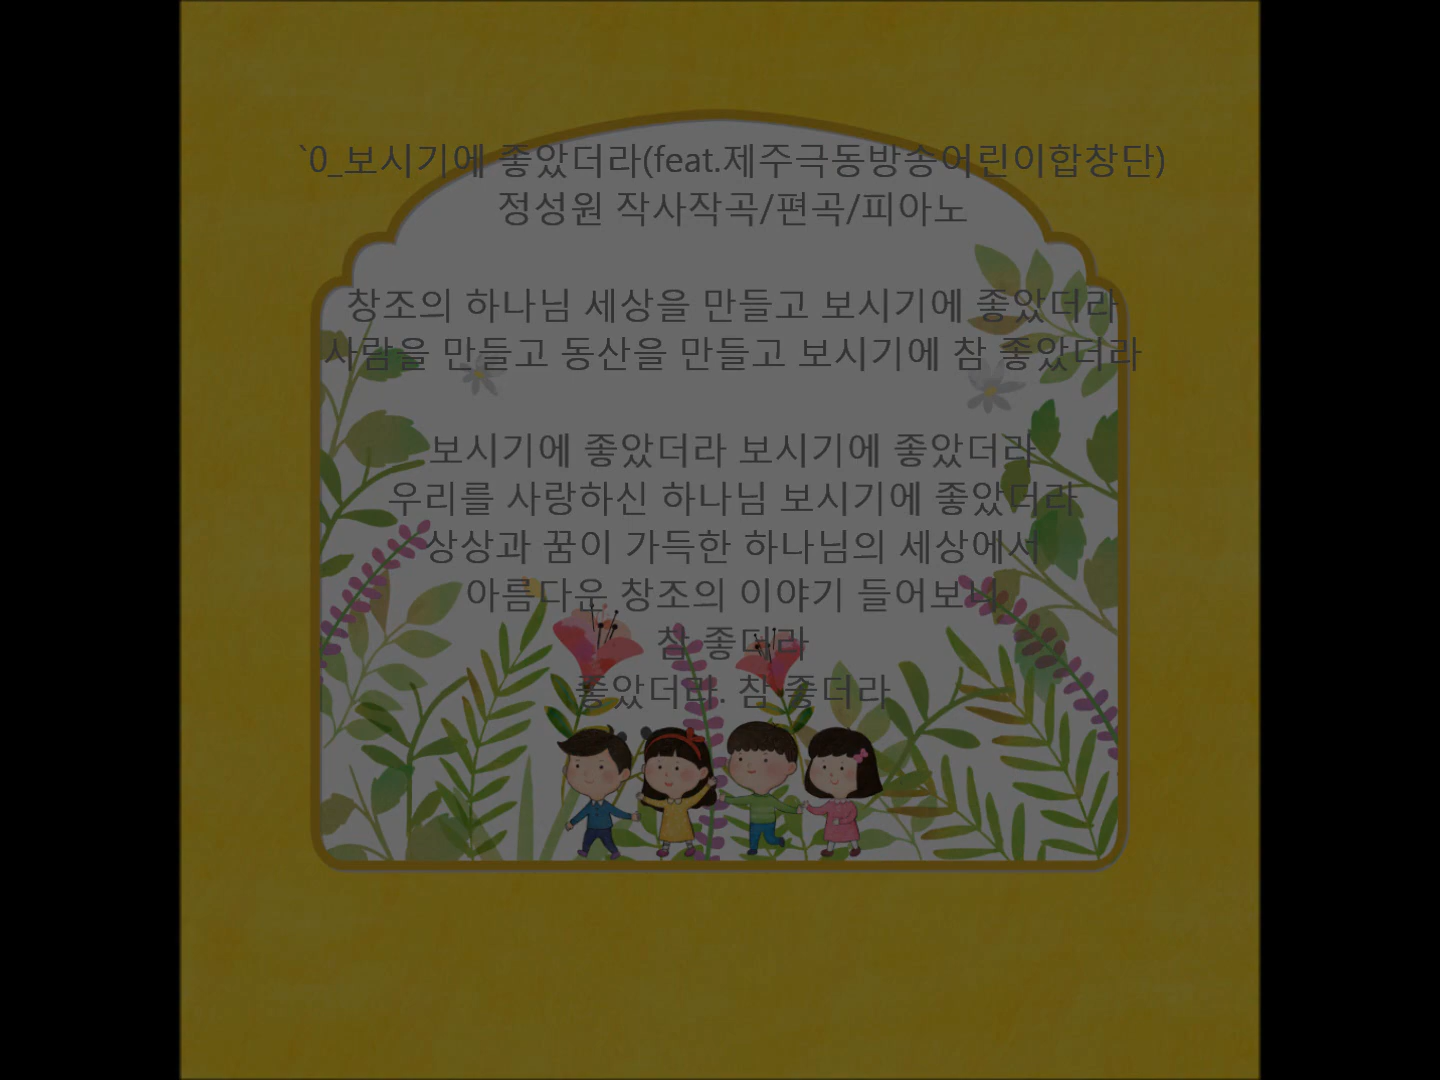 `0_보시기에 좋았더라(feat.제주극동방송어린이합창단)
정성원 작사작곡/편곡/피아노
창조의 하나님 세상을 만들고 보시기에 좋았더라
사람을 만들고 동산을 만들고 보시기에 참 좋았더라
보시기에 좋았더라 보시기에 좋았더라
우리를 사랑하신 하나님 보시기에 좋았더라
상상과 꿈이 가득한 하나님의 세상에서
아름다운 창조의 이야기 들어보니
참 좋더라
좋았더라. 참 좋더라